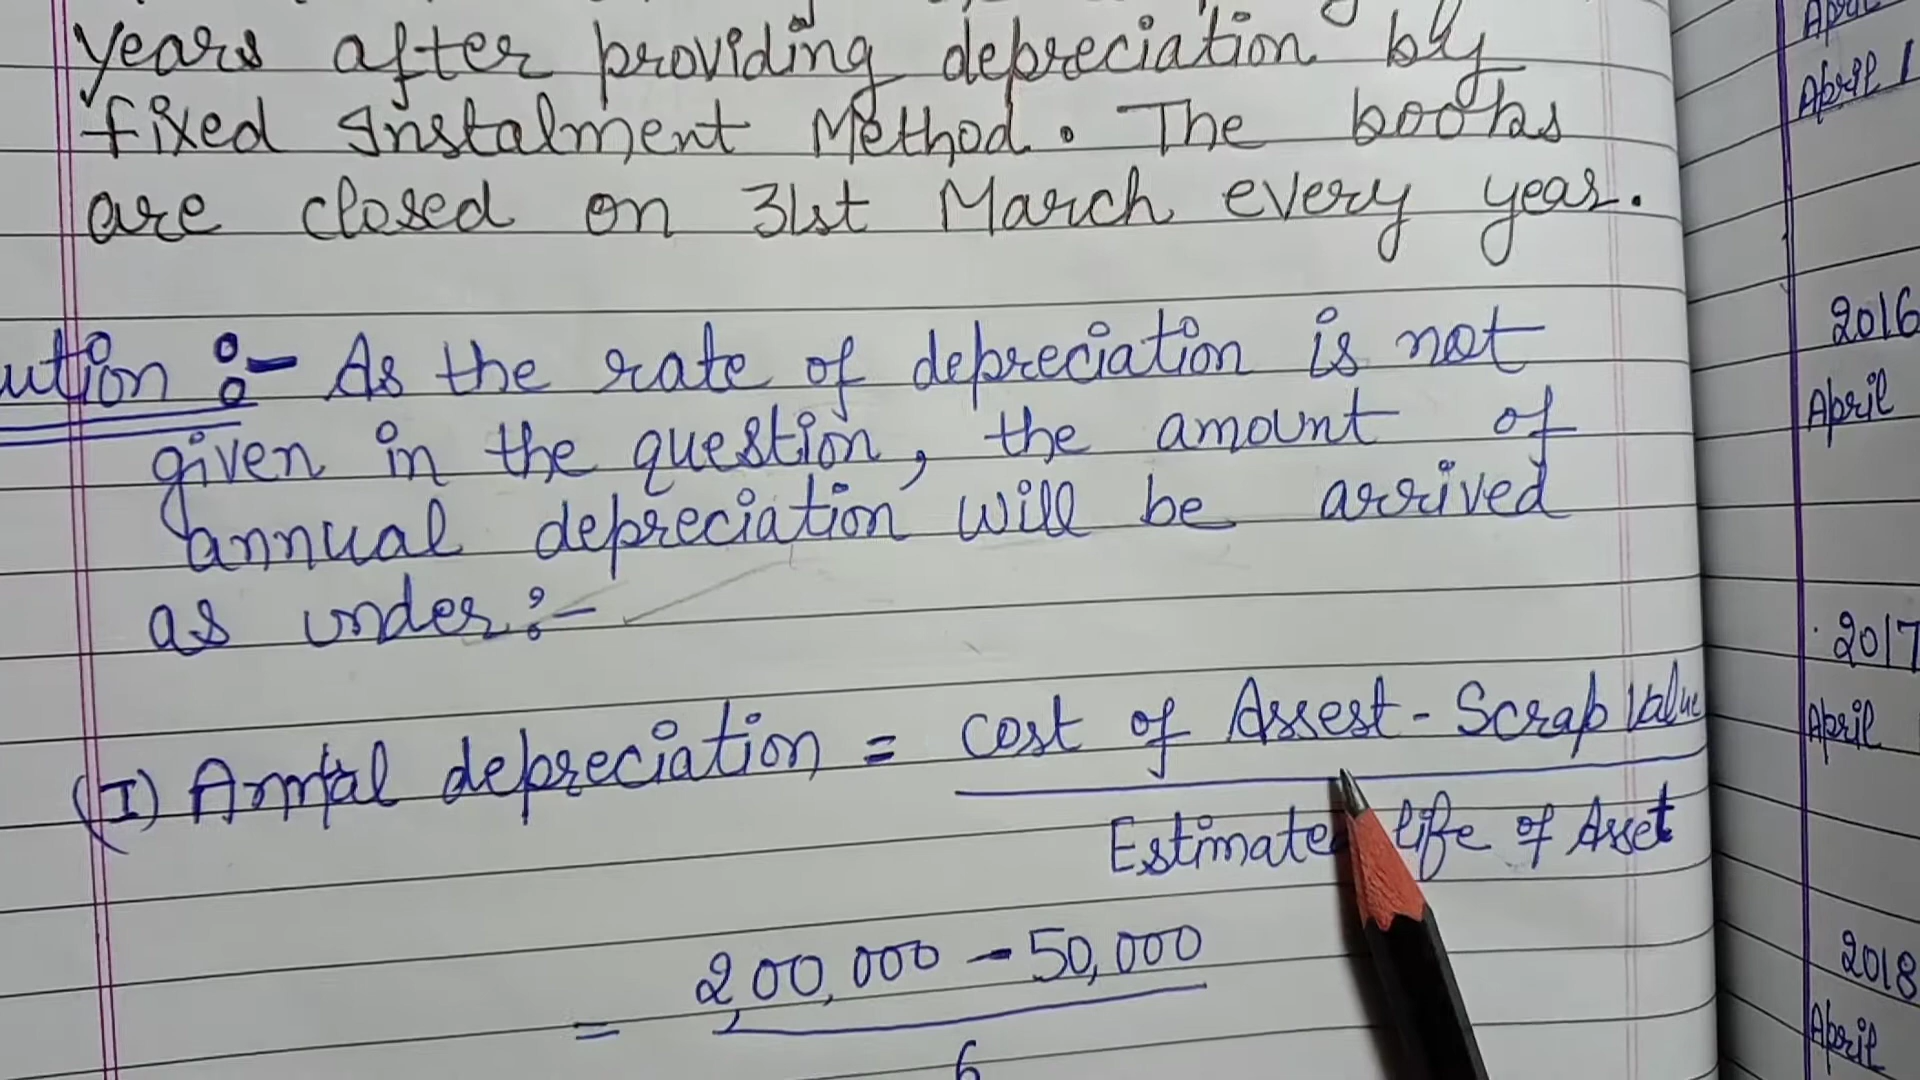 years after providing depreciation by
fixed Instalment Method. The books
are closed on 31st March every year.
ution :- As the rate of depreciation is not
given in the question, the amount of
annual depreciation will be arrived
as under :-
(I) Annual depreciation = cost of Assest - Scrap Value
Estimated life of Asset
= 200,000 - 50,000
6
April
April 1
2016
April
2017
April
2018
April